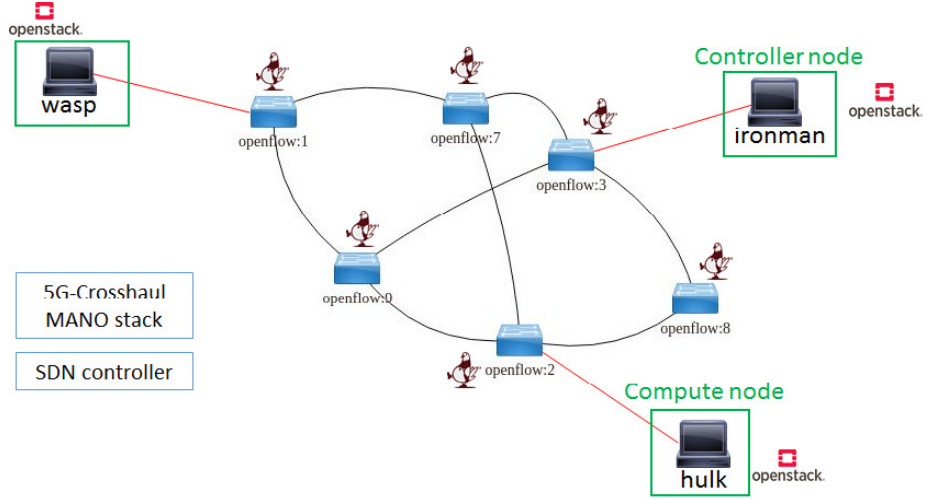 openstack.
wasp
Controller node
openstack.
ironman
openflow:1
openflow:7
openflow:3
openflow:0
openflow:8
openflow:2
5G-Crosshaul
MANO stack
SDN controller
Compute node
hulk
openstack.